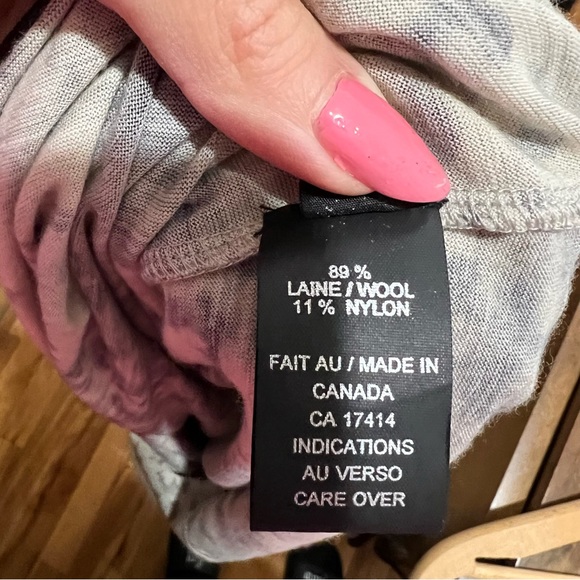 89 %
LAINE / WOOL
11 % NYLON
FAIT AU / MADE IN
CANADA
CA 17414
INDICATIONS
AU VERSO
CARE OVER